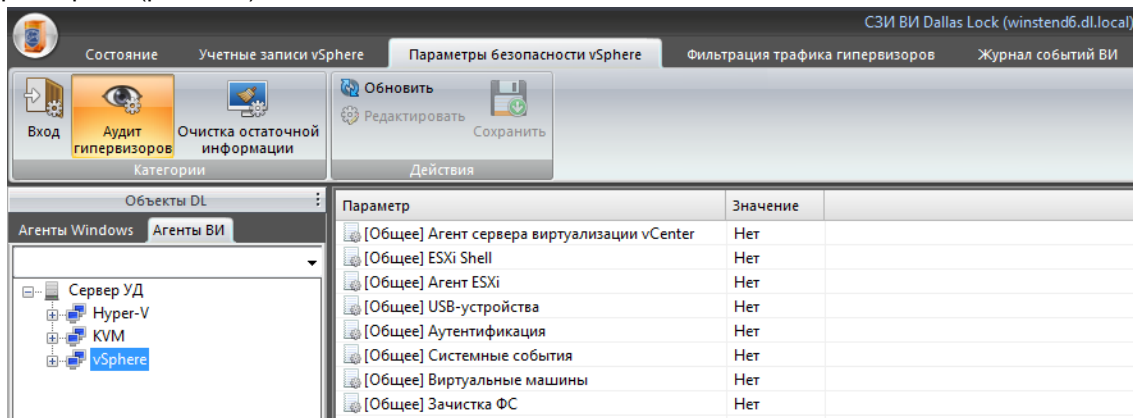 СЗИ ВИ Dallas Lock (winstend6.dl.local)
Состояние Учетные записи vSphere Параметры безопасности vSphere Фильтрация трафика гипервизоров Журнал событий ВИ
Вход
Аудит гипервизоров
Очистка остаточной информации
Категории
Обновить
Редактировать
Сохранить
Действия
Объекты DL
Агенты Windows Агенты ВИ
Сервер УД
Hyper-V
KVM
vSphere
Параметр Значение
[Общее] Агент сервера виртуализации vCenter Нет
[Общее] ESXi Shell Нет
[Общее] Агент ESXi Нет
[Общее] USB-устройства Нет
[Общее] Аутентификация Нет
[Общее] Системные события Нет
[Общее] Виртуальные машины Нет
[Общее] Зачистка ФС Нет